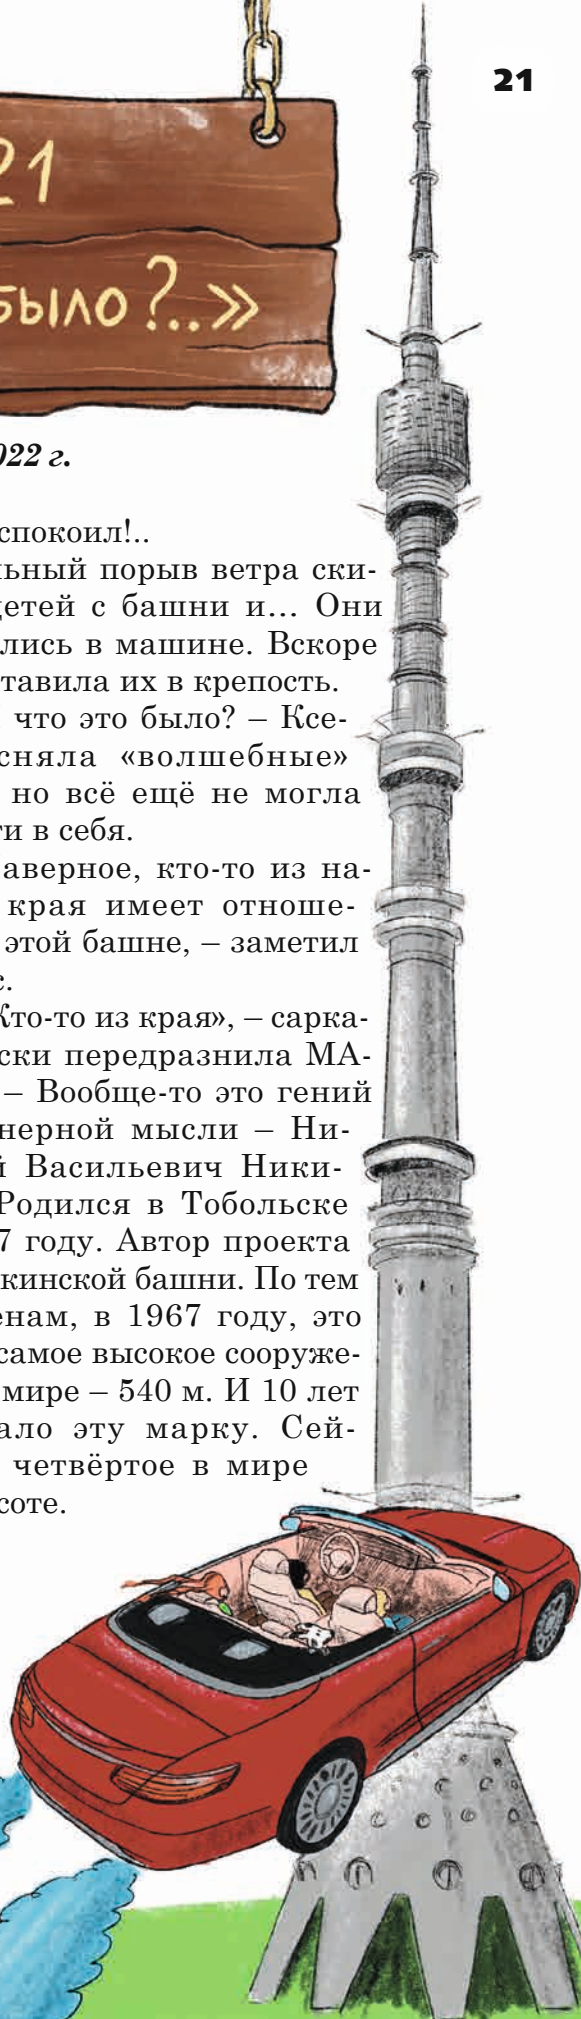 21
21
было?..»
022 г.
спокоил!..
льный порыв ветра ски-
детей с башни и... Они
лись в машине. Вскоре
тавила их в крепость.
что это было? – Ксе-
сняла «волшебные»
но всё ещё не могла
ти в себя.
аверное, кто-то из на-
края имеет отноше-
этой башне, – заметил
с.
Кто-то из края», – сарка-
ски передразнила МА-
– Вообще-то это гений
нерной мысли – Ни-
й Васильевич Ники-
Родился в Тобольске
7 году. Автор проекта
кинской башни. По тем
енам, в 1967 году, это
самое высокое сооруже-
мире – 540 м. И 10 лет
ало эту марку. Сей-
четвёртое в мире
соте.